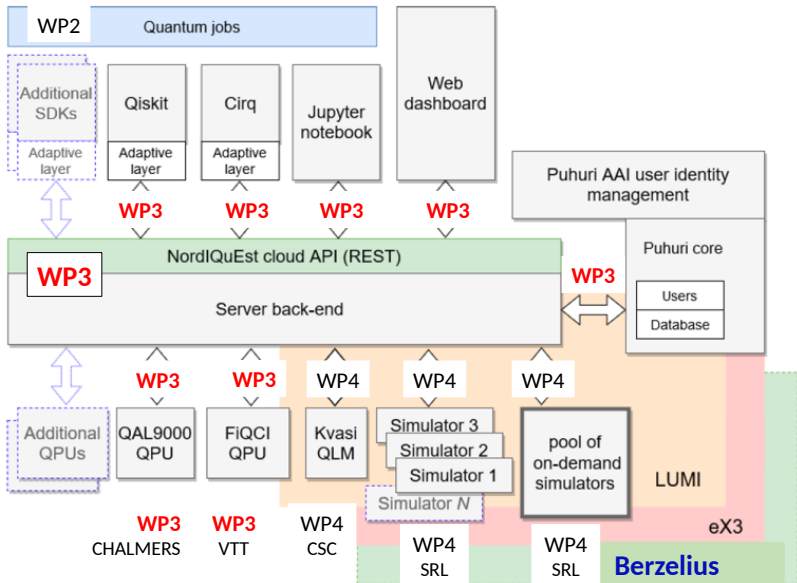 WP2
Quantum jobs
Additional
SDKs
Adaptive
layer
Qiskit
Adaptive
layer
Cirq
Adaptive
layer
Jupyter
notebook
Web
dashboard
WP3
WP3
WP3
WP3
Puhuri AAI user identity
management
Puhuri core
Users
Database
WP3
NordIQuEst cloud API (REST)
WP3
Server back-end
WP3
WP3
WP4
WP4
WP4
Additional
QPUs
QAL9000
QPU
FiQCI
QPU
Kvasi
QLM
Simulator 3
Simulator 2
Simulator 1
Simulator N
pool of
on-demand
simulators
LUMI
eX3
Berzelius
WP3
CHALMERS
WP3
VTT
WP4
CSC
WP4
SRL
WP4
SRL